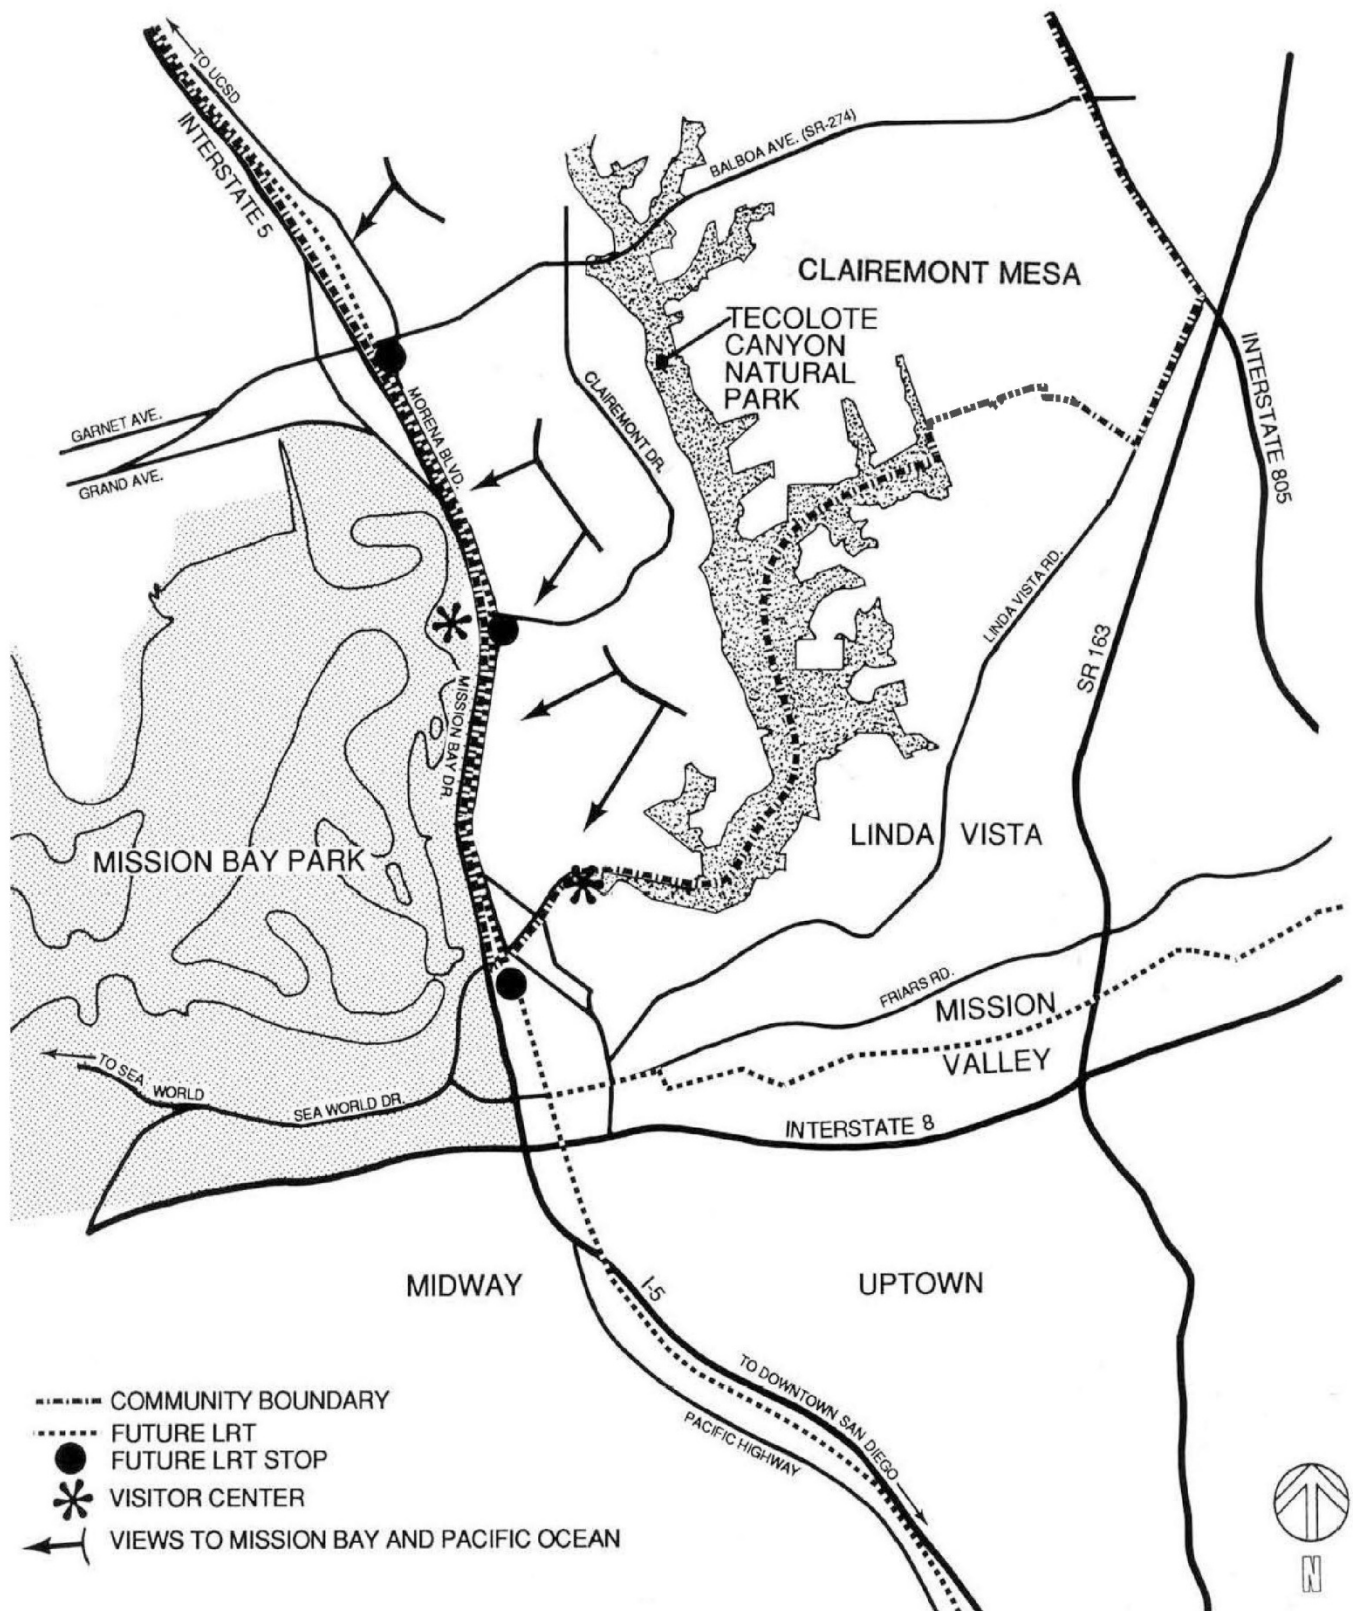 TO UCSD
INTERSTATE 5
BALBOA AVE. (SR-274)
CLAIREMONT MESA
TECOLOTE
CANYON
NATURAL
PARK
INTERSTATE 805
CLAIREMONT DR.
MORENA BLVD.
GARNET AVE.
GRAND AVE.
LINDA VISTA RD.
SR 163
MISSION BAY DR.
LINDA VISTA
MISSION BAY PARK
FRIARS RD.
MISSION
VALLEY
TO SEA WORLD
SEA WORLD DR.
INTERSTATE 8
MIDWAY
UPTOWN
I-5
TO DOWNTOWN SAN DIEGO
PACIFIC HIGHWAY
COMMUNITY BOUNDARY
FUTURE LRT
FUTURE LRT STOP
VISITOR CENTER
VIEWS TO MISSION BAY AND PACIFIC OCEAN
N